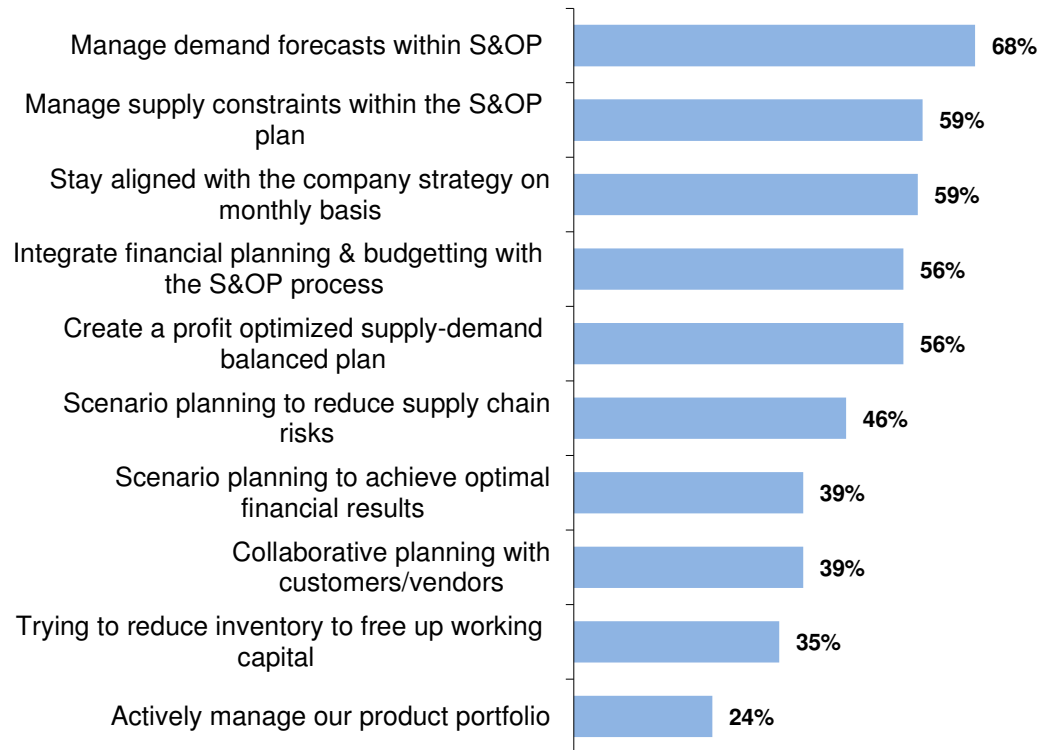 Manage demand forecasts within S&OP
68%
Manage supply constraints within the S&OP
plan
59%
Stay aligned with the company strategy on
monthly basis
59%
Integrate financial planning & budgetting with
the S&OP process
56%
Create a profit optimized supply-demand
balanced plan
56%
Scenario planning to reduce supply chain
risks
46%
Scenario planning to achieve optimal
financial results
39%
Collaborative planning with
customers/vendors
39%
Trying to reduce inventory to free up working
capital
35%
Actively manage our product portfolio
24%